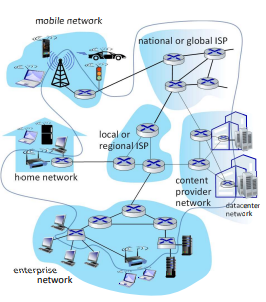 mobile network
national or global ISP
local or
regional ISP
home network
content
provider
network
datacenter
network
enterprise
network